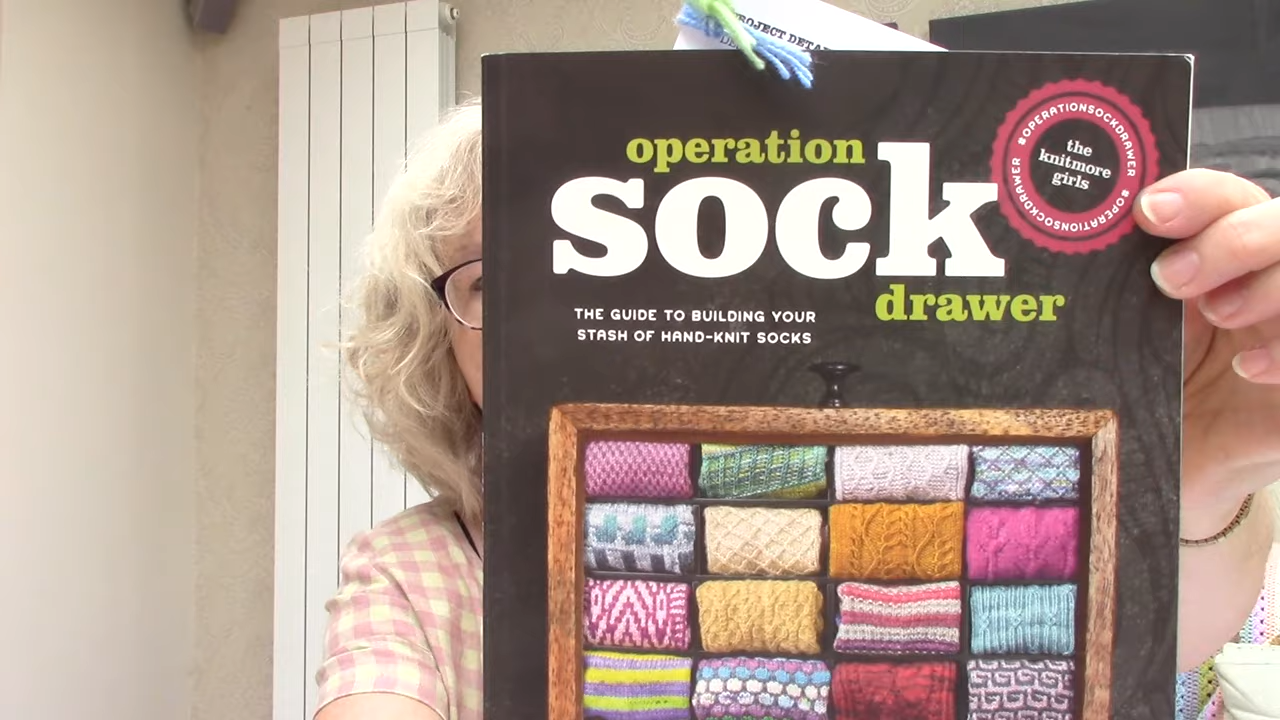 PROJECT DETA
operation
sock
drawer
THE GUIDE TO BUILDING YOUR
STASH OF HAND-KNIT SOCKS
#OPERATIONSOCKDRAWER
#OPERATIONSOCKDRAWER
the
knitmore
girls